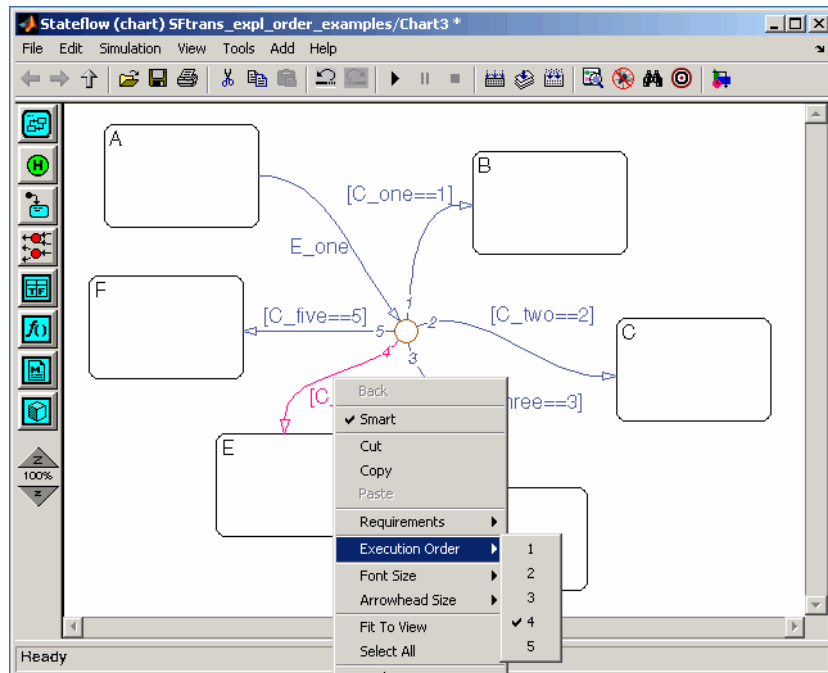 Stateflow (chart) SFtrans_expl_order_examples/Chart3 *
File Edit Simulation View Tools Add Help
A
B
[C_one==1]
E_one
F
[C_five==5]
[C_two==2]
C
1
2
3
4
5
[C_
hree==3]
E
Back
Smart
Cut
Copy
Paste
Requirements
Execution Order
Font Size
Arrowhead Size
Fit To View
Select All
1
2
3
4
5
Z
100%
Z
Ready